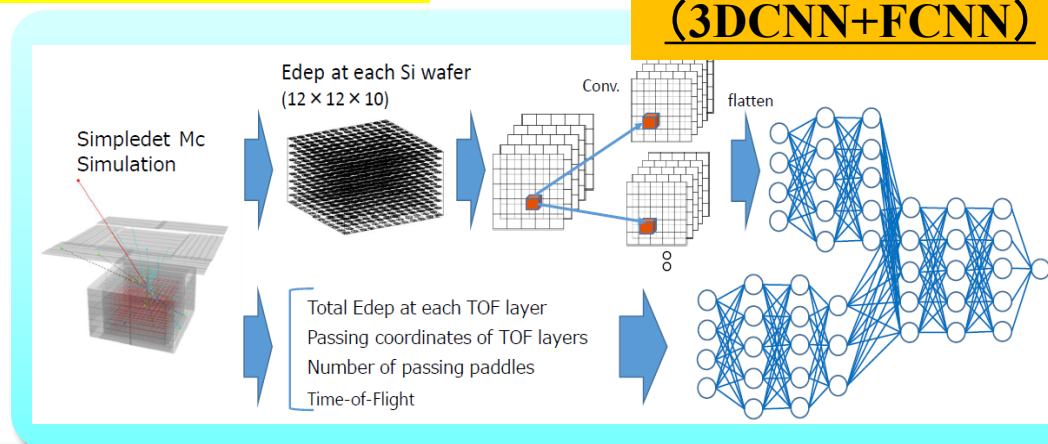 (3DCNN+FCNN)
Edep at each Si wafer
(12×12×10)
Conv.
flatten
Simpledet Mc
Simulation
Total Edep at each TOF layer
Passing coordinates of TOF layers
Number of passing paddles
Time-of-Flight